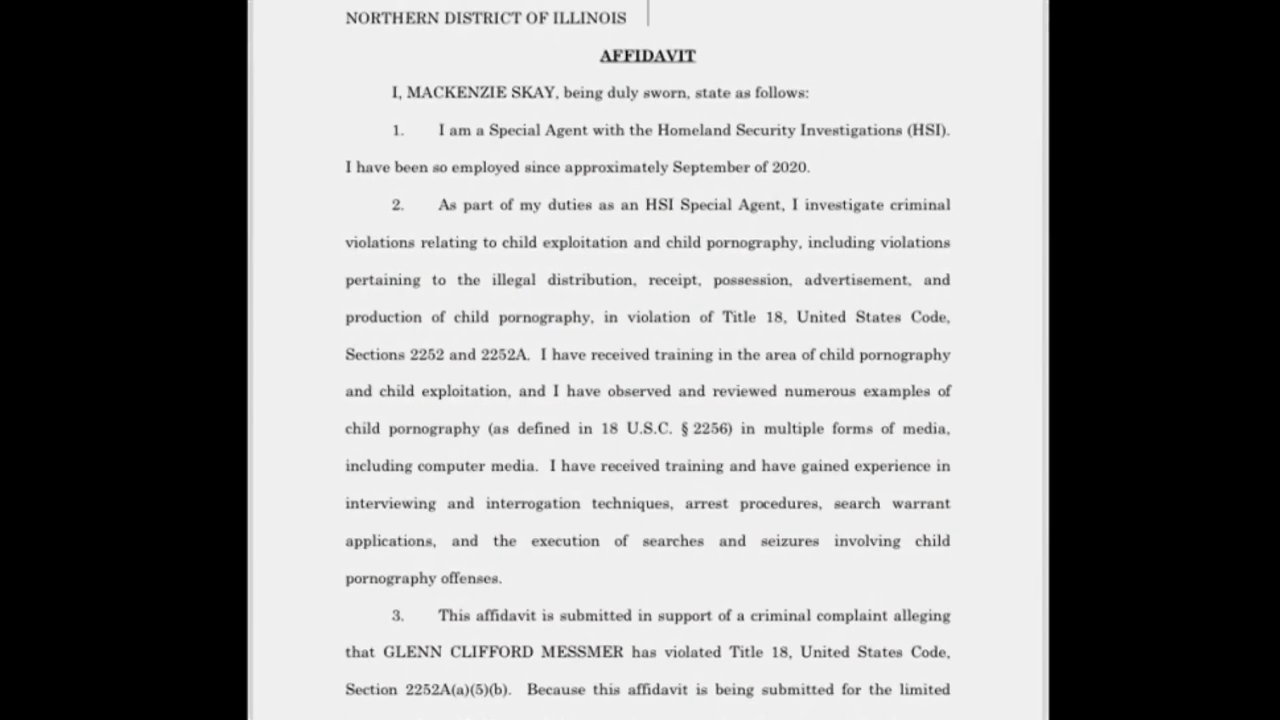 NORTHERN DISTRICT OF ILLINOIS
AFFIDAVIT
I, MACKENZIE SKAY, being duly sworn, state as follows:
1. I am a Special Agent with the Homeland Security Investigations (HSI).
I have been so employed since approximately September of 2020.
2. As part of my duties as an HSI Special Agent, I investigate criminal
violations relating to child exploitation and child pornography, including violations
pertaining to the illegal distribution, receipt, possession, advertisement, and
production of child pornography, in violation of Title 18, United States Code,
Sections 2252 and 2252A. I have received training in the area of child pornography
and child exploitation, and I have observed and reviewed numerous examples of
child pornography (as defined in 18 U.S.C. § 2256) in multiple forms of media,
including computer media. I have received training and have gained experience in
interviewing and interrogation techniques, arrest procedures, search warrant
applications, and the execution of searches and seizures involving child
pornography offenses.
3. This affidavit is submitted in support of a criminal complaint alleging
that GLENN CLIFFORD MESSMER has violated Title 18, United States Code,
Section 2252A(a)(5)(b). Because this affidavit is being submitted for the limited